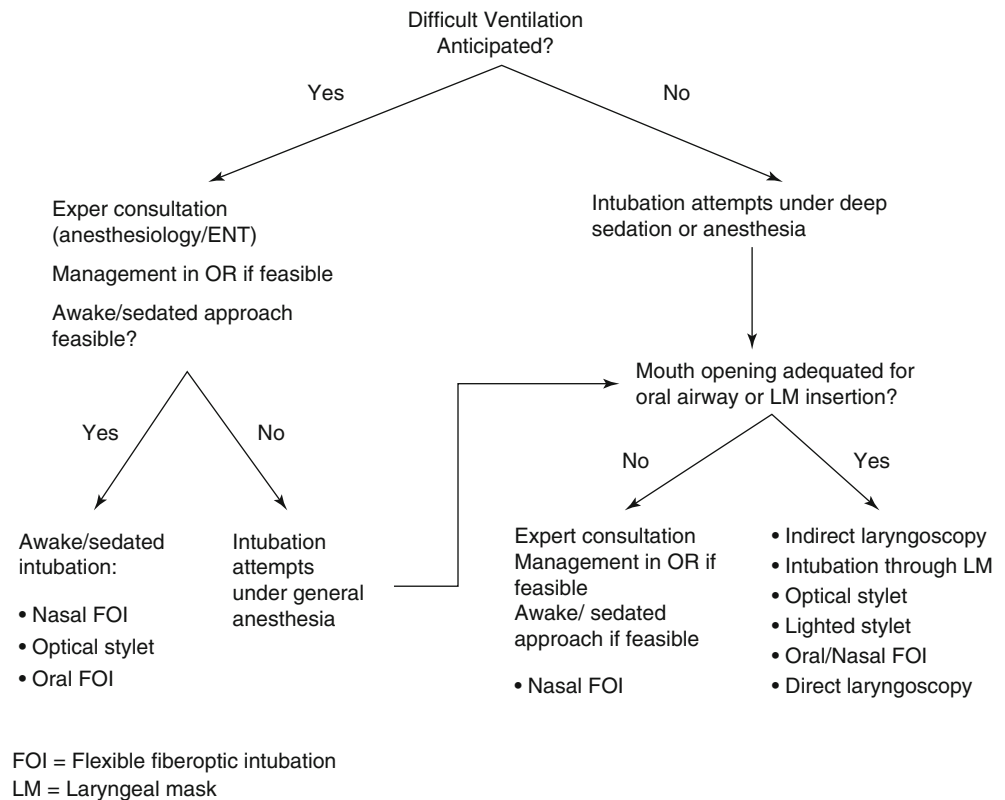 Difficult Ventilation
Anticipated?
Yes
No
Exper consultation
(anesthesiology/ENT)
Management in OR if feasible
Awake/sedated approach
feasible?
Intubation attempts under deep
sedation or anesthesia
Mouth opening adequated for
oral airway or LM insertion?
Yes
No
No
Yes
Awake/sedated
intubation:
• Nasal FOI
• Optical stylet
• Oral FOI
Intubation
attempts
under general
anesthesia
Expert consultation
Management in OR if
feasible
Awake/ sedated
approach if feasible
• Nasal FOI
• Indirect laryngoscopy
• Intubation through LM
• Optical stylet
• Lighted stylet
• Oral/Nasal FOI
• Direct laryngoscopy
FOI = Flexible fiberoptic intubation
LM = Laryngeal mask